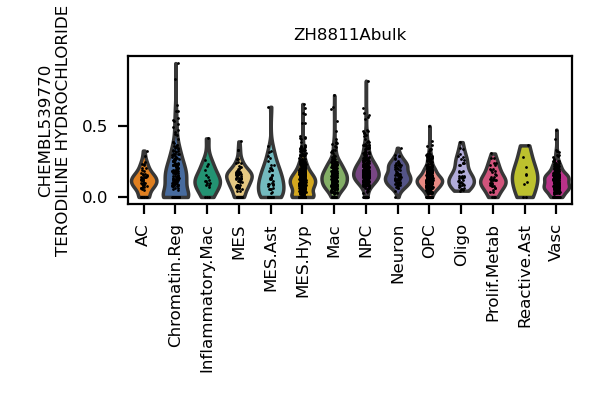 ZH8811Abulk
CHEMBL539770
TERODILINE HYDROCHLORIDE
0.5
0.0
AC
Chromatin.Reg
Inflammatory.Mac
MES
MES.Ast
MES.Hyp
Mac
NPC
Neuron
OPC
Oligo
Prolif.Metab
Reactive.Ast
Vasc